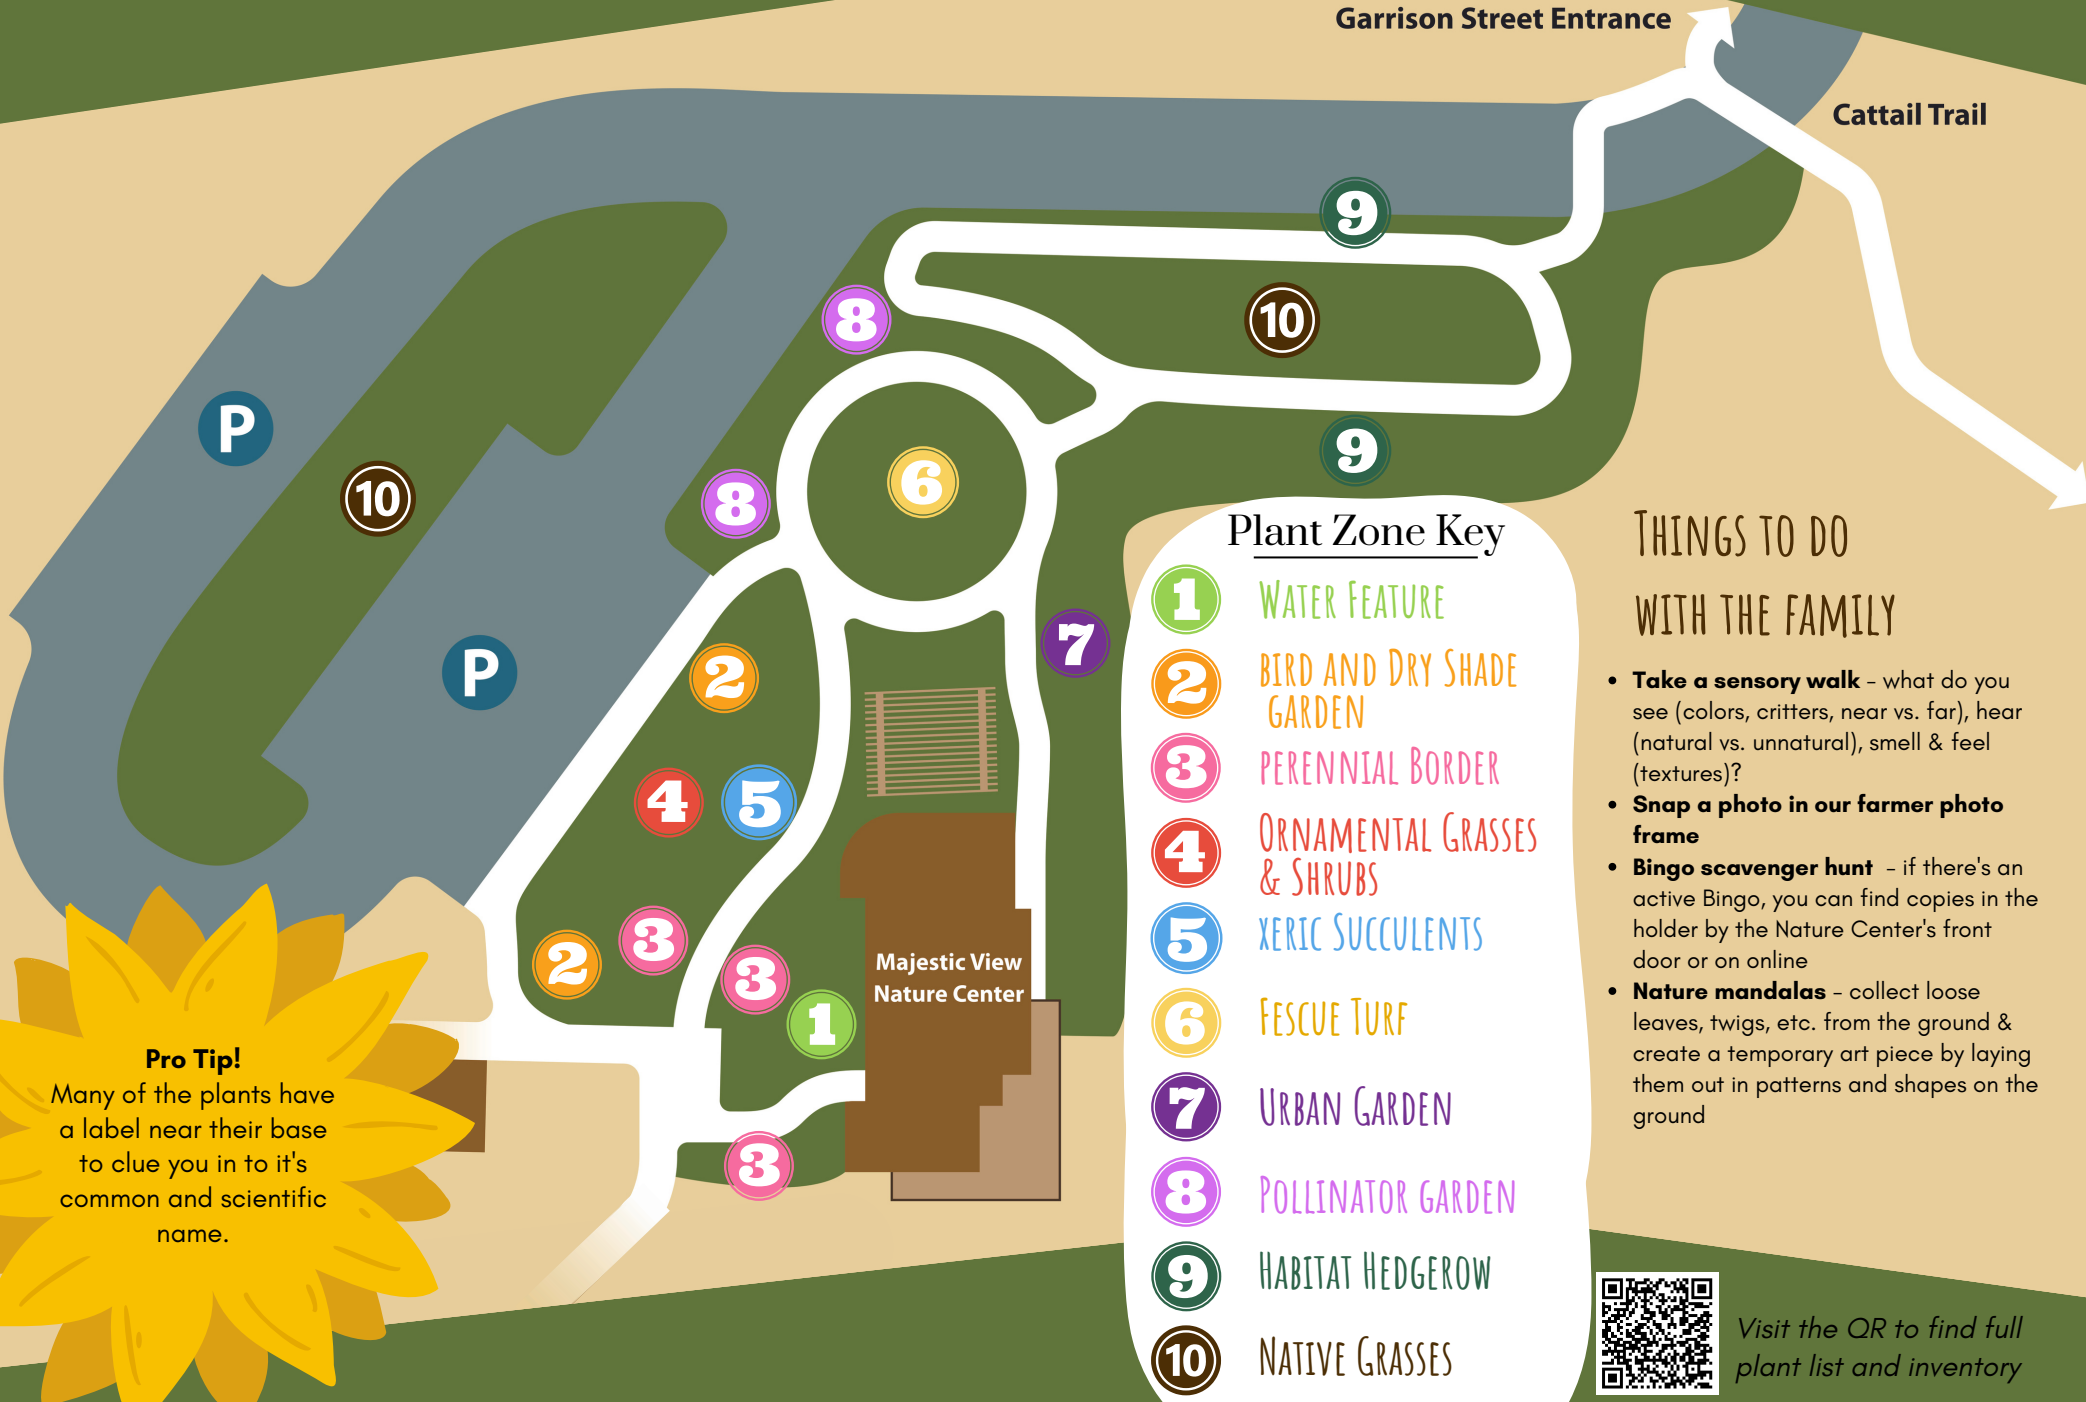 Garrison Street Entrance
Cattail Trail
9
8
10
P
10
8
6
9
7
2
P
4
5
2
3
3
1
3
Majestic View
Nature Center
Plant Zone Key
1 Water Feature
2 bird and Dry Shade
garden
3 perennial Border
4 Ornamental Grasses
& Shrubs
5 xeric Succulents
6 Fescue Turf
7 Urban Garden
8 Pollinator garden
9 Habitat Hedgerow
10 Native Grasses
Things to do
with the family
• Take a sensory walk - what do you
see (colors, critters, near vs. far), hear
(natural vs. unnatural), smell & feel
(textures)?
• Snap a photo in our farmer photo
frame
• Bingo scavenger hunt - if there's an
active Bingo, you can find copies in the
holder by the Nature Center's front
door or on online
• Nature mandalas - collect loose
leaves, twigs, etc. from the ground &
create a temporary art piece by laying
them out in patterns and shapes on the
ground
Pro Tip!
Many of the plants have
a label near their base
to clue you in to it's
common and scientific
name.
Visit the QR to find full
plant list and inventory